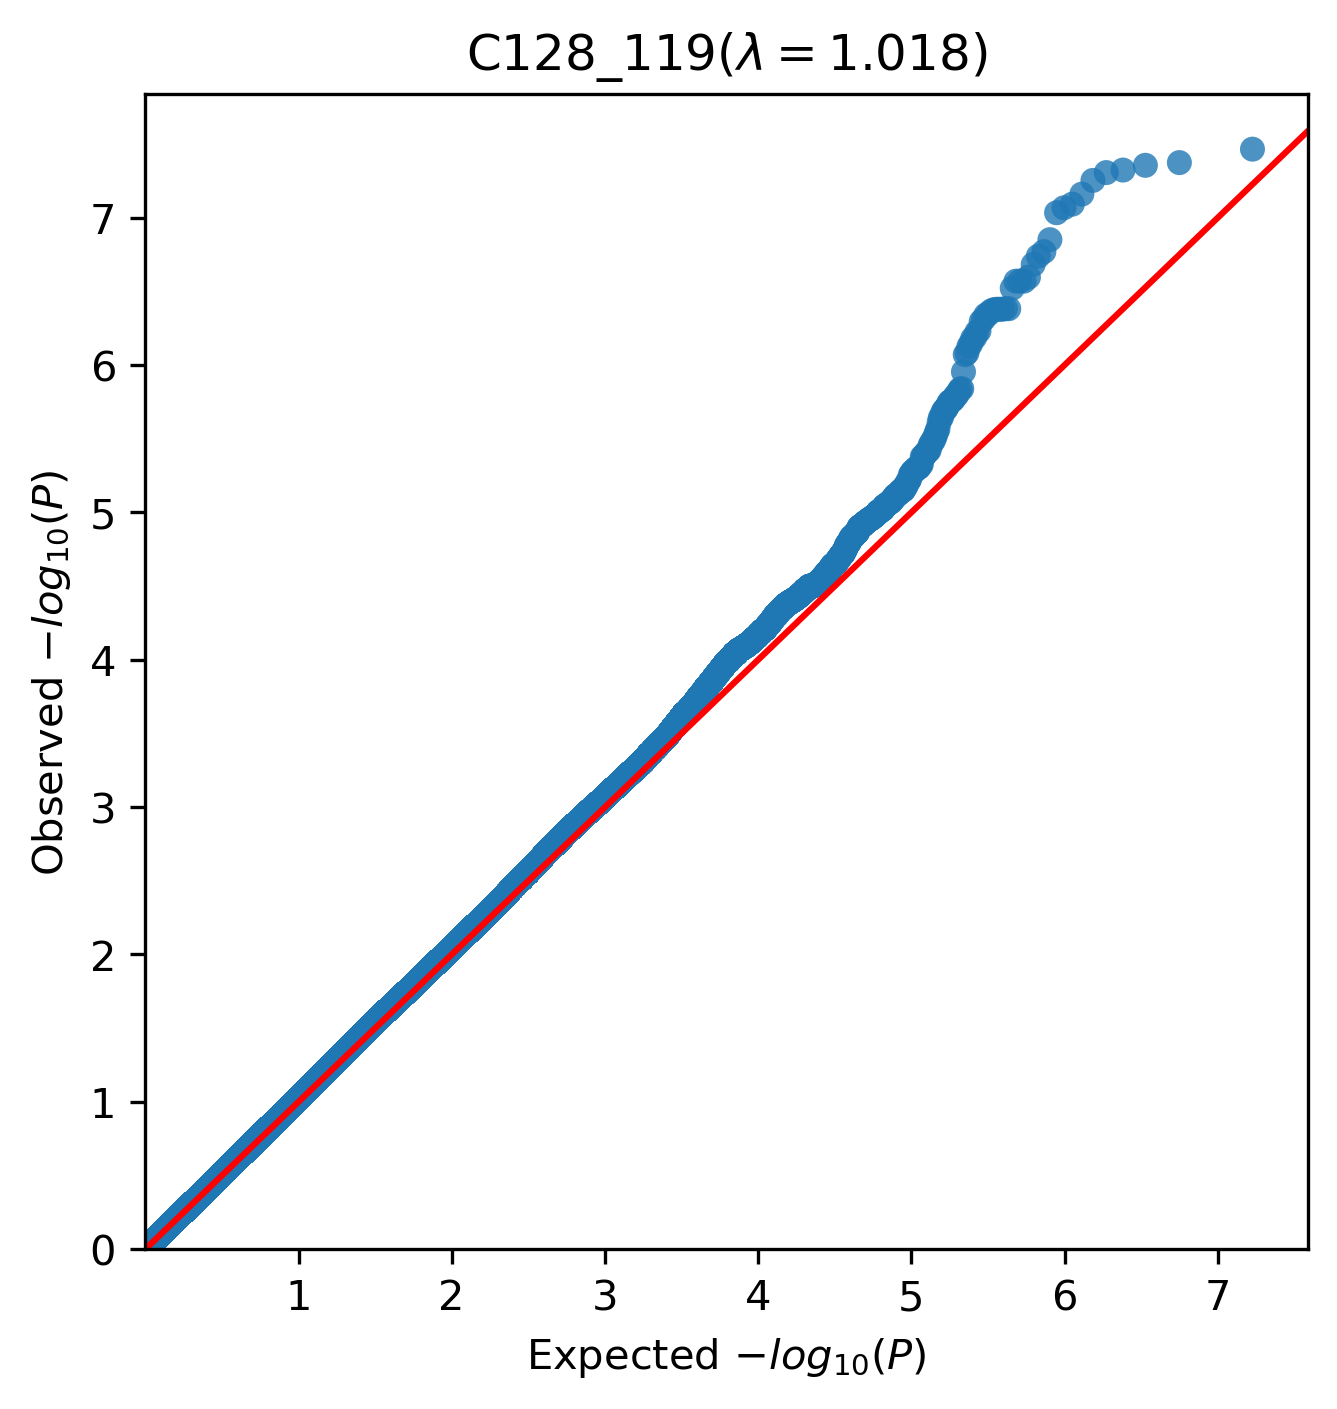 C128_119(λ = 1.018)
Observed −log₁₀(P)
7
6
5
4
3
2
1
0
1 2 3 4 5 6 7
Expected −log₁₀(P)